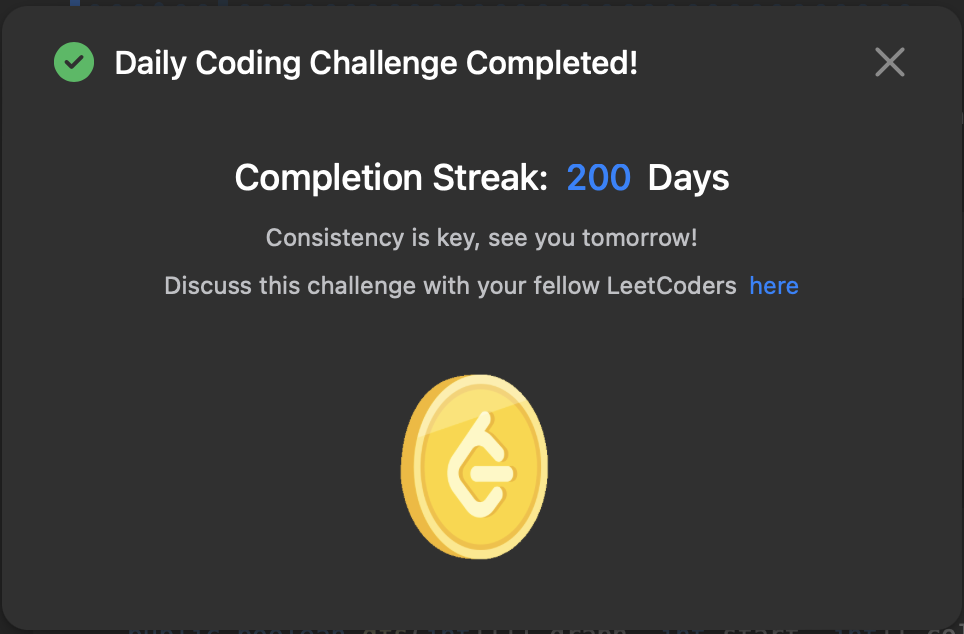 Daily Coding Challenge Completed!
Completion Streak: 200 Days
Consistency is key, see you tomorrow!
Discuss this challenge with your fellow LeetCoders here